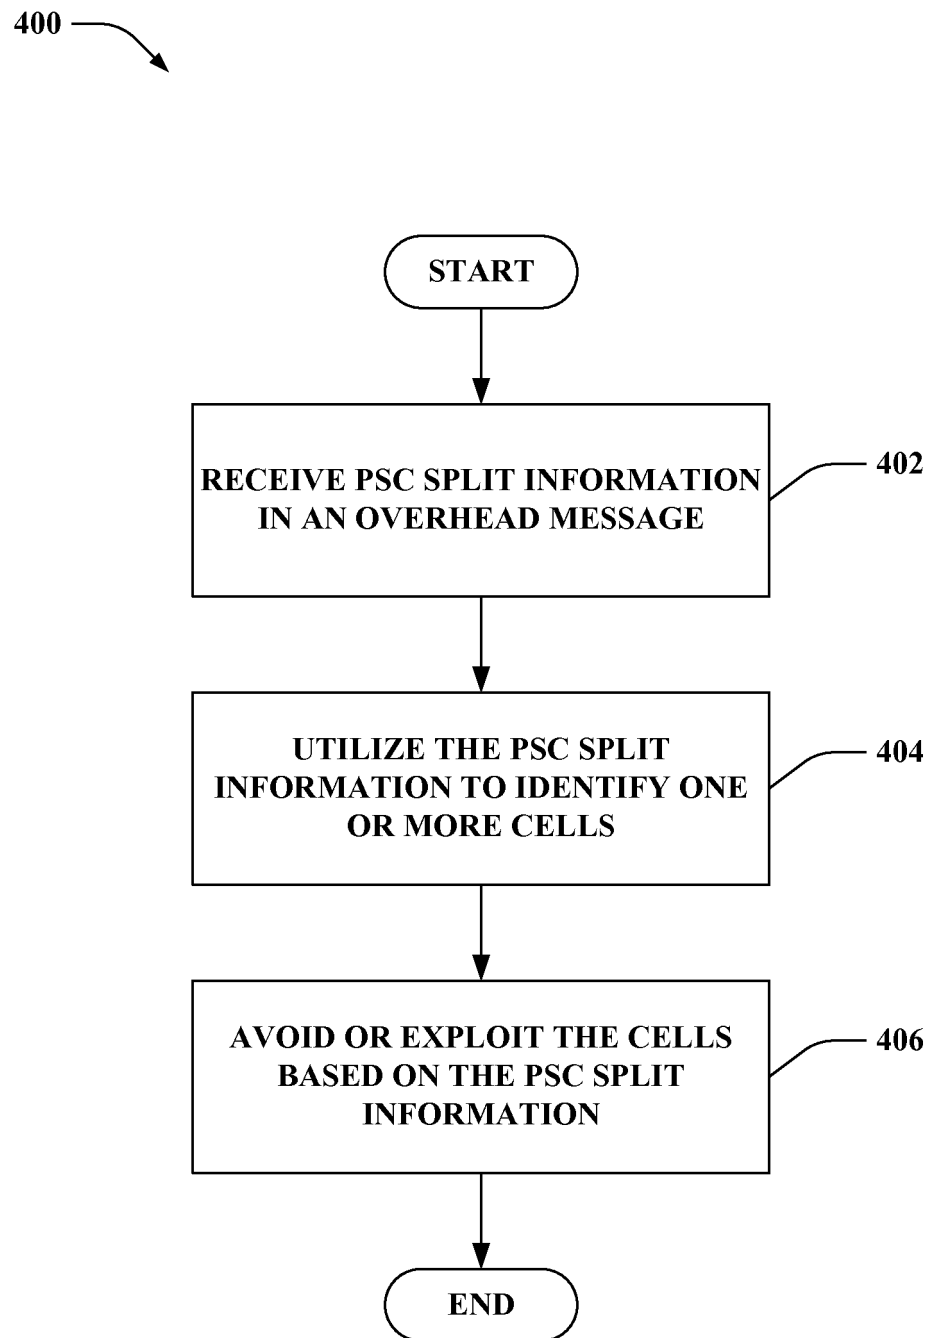 400
START
RECEIVE PSC SPLIT INFORMATION
IN AN OVERHEAD MESSAGE
402
UTILIZE THE PSC SPLIT
INFORMATION TO IDENTIFY ONE
OR MORE CELLS
404
AVOID OR EXPLOIT THE CELLS
BASED ON THE PSC SPLIT
INFORMATION
406
END